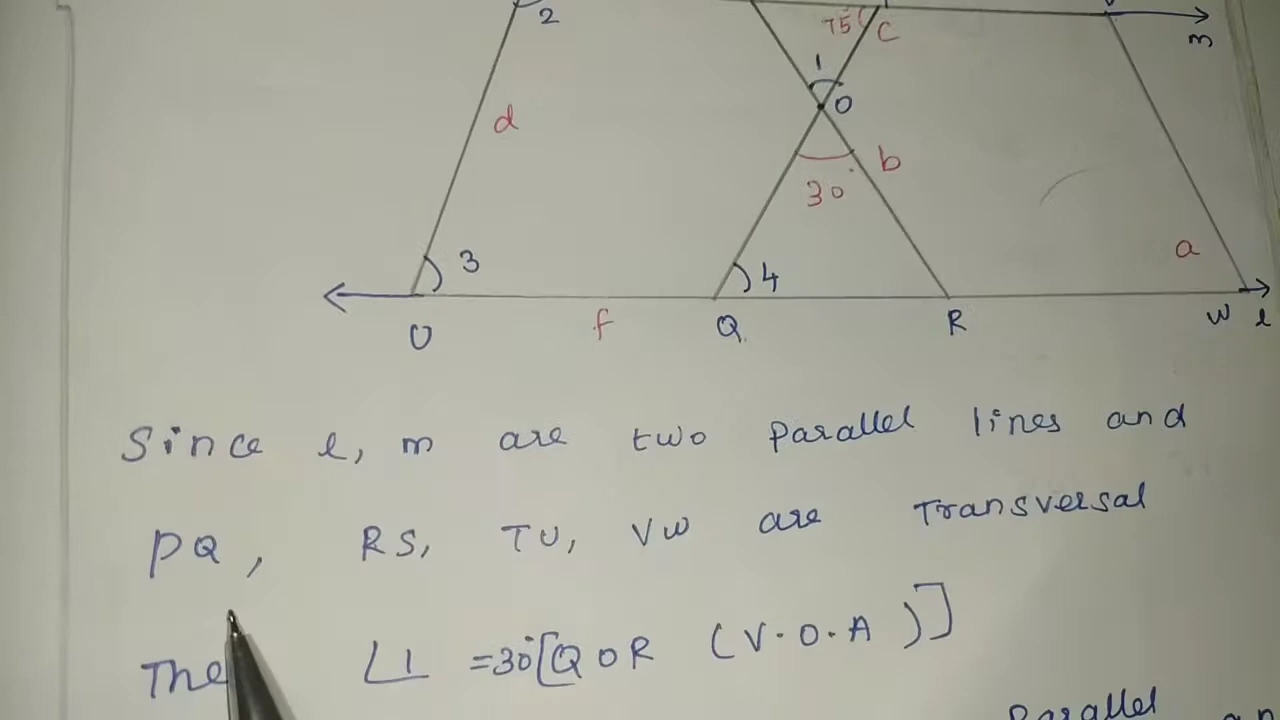 2
75
C
m
1
O
d
b
30°
a
3
4
U
f
Q
R
W
l
Since l, m are two parallel lines and
PQ, RS, TU, VW are Transversal
The ∠1 =30°[QOR (V.O.A)]
Parallel